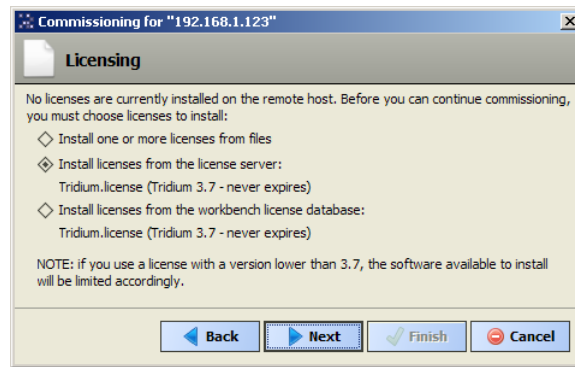 Commissioning for "192.168.1.123"
Licensing
No licenses are currently installed on the remote host. Before you can continue commissioning,
you must choose licenses to install:
Install one or more licenses from files
Install licenses from the license server:
Tridium.license (Tridium 3.7 - never expires)
Install licenses from the workbench license database:
Tridium.license (Tridium 3.7 - never expires)
NOTE: if you use a license with a version lower than 3.7, the software available to install
will be limited accordingly.
Back Next Finish Cancel